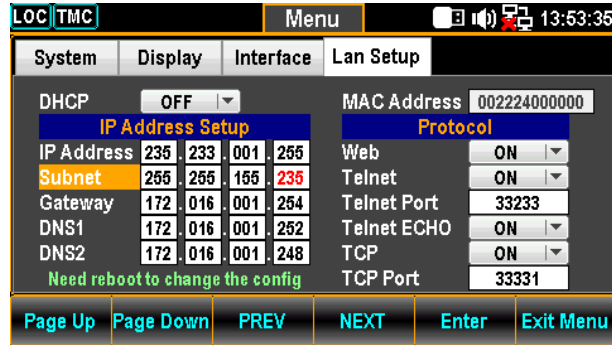 LOC TMC Menu 13:53:35
System Display Interface Lan Setup
DHCP OFF MAC Address 002224000000
IP Address Setup Protocol
IP Address 235 . 233 . 001 . 255 Web ON
Subnet 255 . 255 . 155 . 235 Telnet ON
Gateway 172 . 016 . 001 . 254 Telnet Port 33233
DNS1 172 . 016 . 001 . 252 Telnet ECHO ON
DNS2 172 . 016 . 001 . 248 TCP ON
Need reboot to change the config TCP Port 33331
Page Up Page Down PREV NEXT Enter Exit Menu